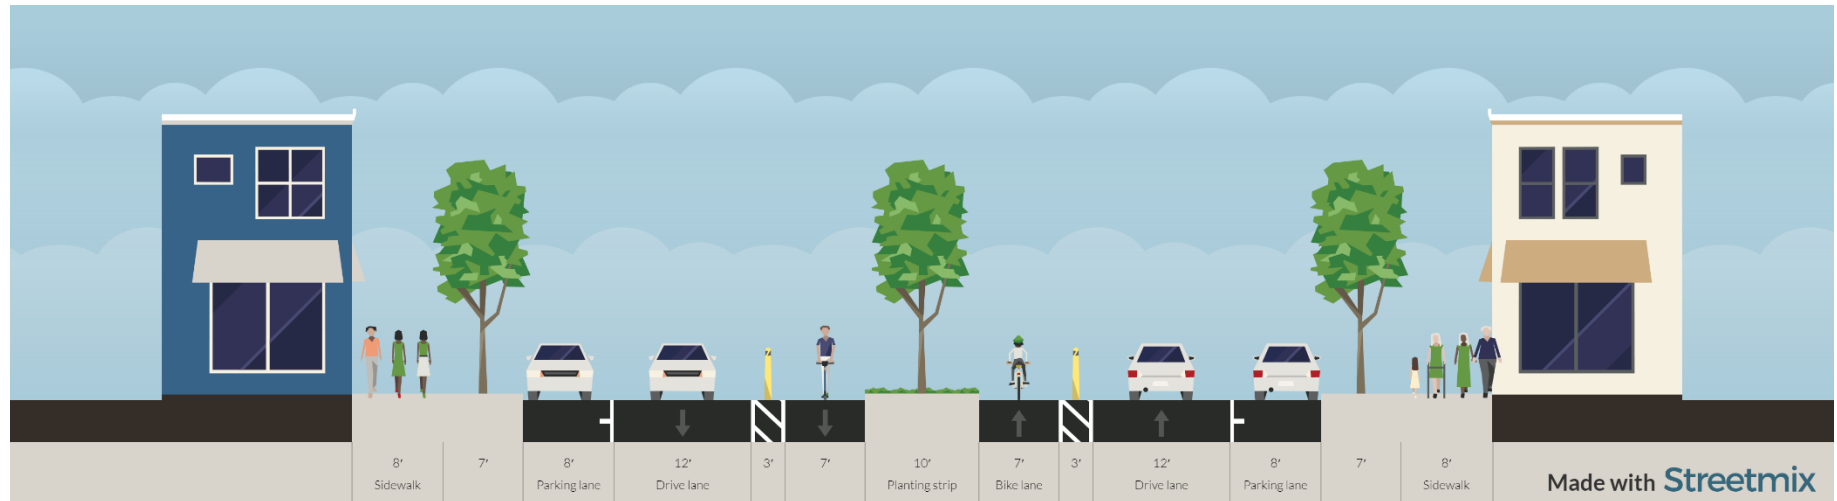 8' 7' 8' 12' 3' 7' 10' 7' 3' 12' 8' 7' 8'
Sidewalk Parking lane Drive lane Planting strip Bike lane Drive lane Parking lane Sidewalk
Made with Streetmix